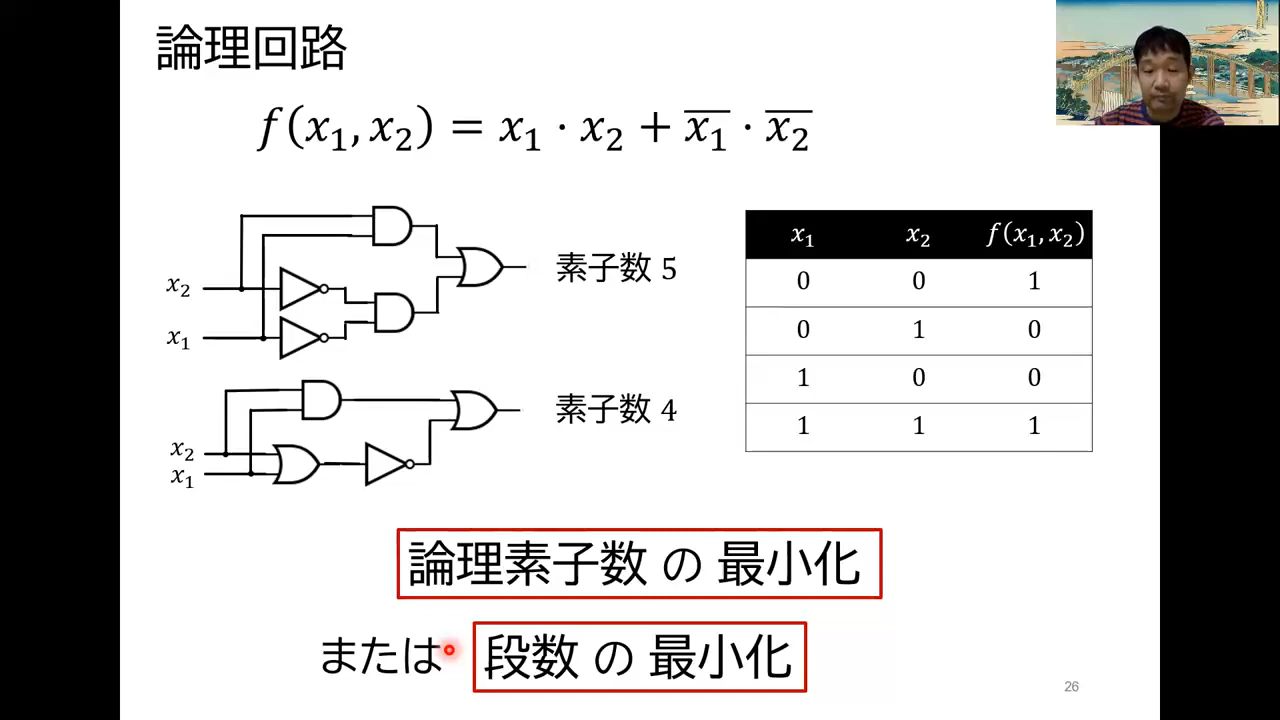 論理回路
f(x₁, x₂) = x₁ · x₂ + x̅₁̅ · x̅₂̅
x₂
x₁
素子数 5
x₂
x₁
素子数 4
x₁ x₂ f(x₁, x₂)
0 0 1
0 1 0
1 0 0
1 1 1
論理素子数 の 最小化
または 段数 の 最小化
26